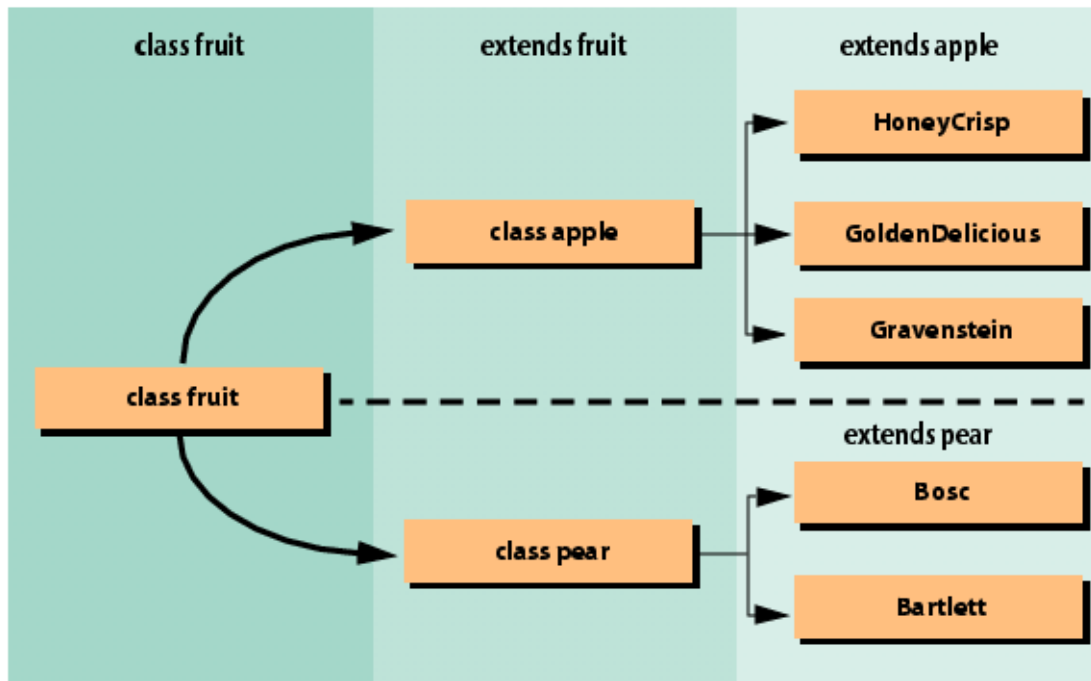 class fruit
extends fruit
extends apple
HoneyCrisp
class apple
GoldenDelicious
Gravenstein
class fruit
extends pear
Bosc
class pear
Bartlett